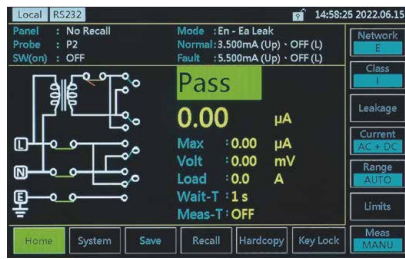 Local RS232 14:58:25 2022.06.15
Panel : No Recall
Probe : P2
SW(on) : OFF
Mode : En - Ea Leak
Normal : 3.500mA (Up) · OFF (L)
Fault : 5.500mA (Up) · OFF (L)
Pass
0.00 µA
Max : 0.00 µA
Volt : 0.00 mV
Load : 0.0 A
Wait-T : 1 s
Meas-T : OFF
L
N
E
Network
E
Class
I
Leakage
Current
AC + DC
Range
AUTO
Limits
Meas
MANU
Home System Save Recall Hardcopy Key Lock